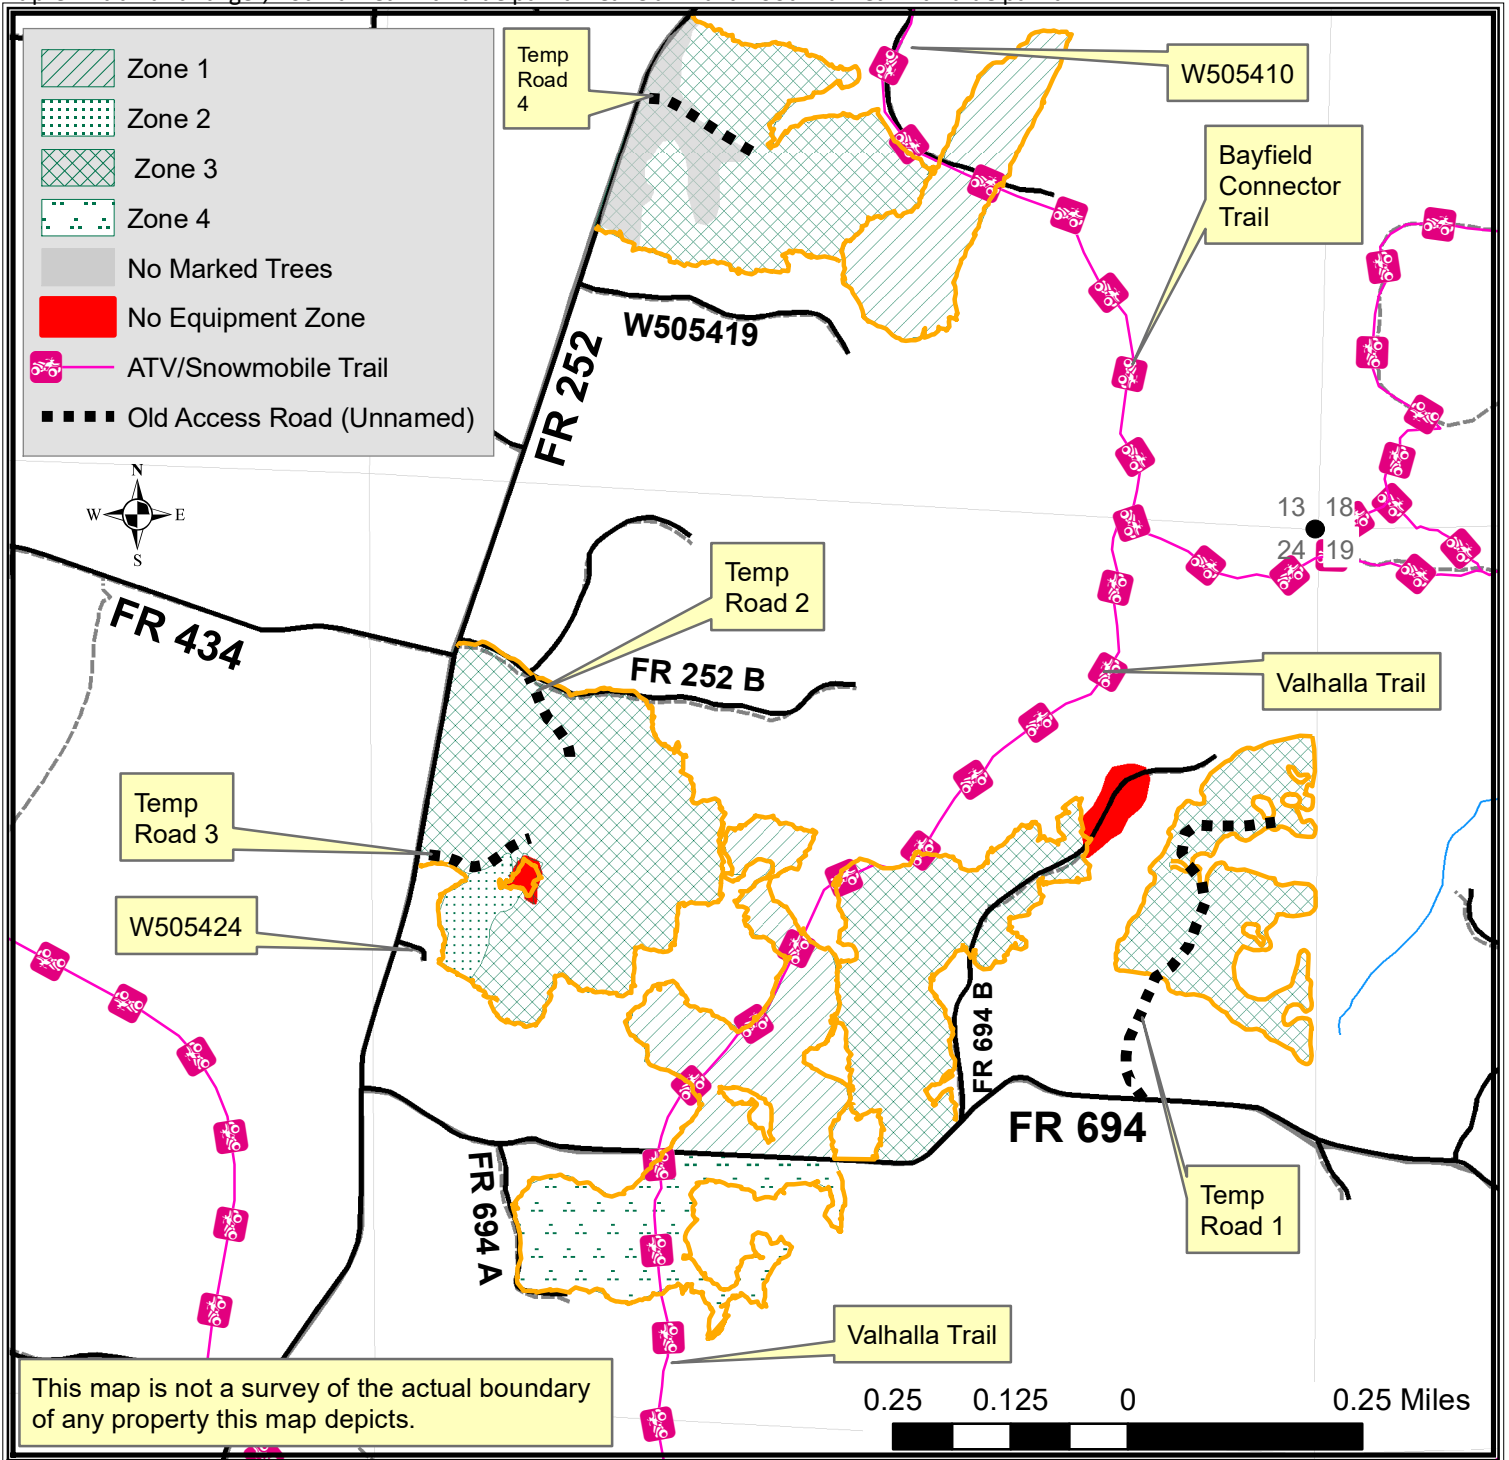 Zone 1
Zone 2
Zone 3
Zone 4
No Marked Trees
No Equipment Zone
ATV/Snowmobile Trail
Old Access Road (Unnamed)
Temp
Road
4
W505410
Bayfield
Connector
Trail
W505419
FR 252
N
W E
S
13 18
24 19
FR 434
Temp
Road 2
FR 252 B
Valhalla Trail
Temp
Road 3
W505424
FR 694 B
FR 694
FR 694 A
Temp
Road 1
Valhalla Trail
This map is not a survey of the actual boundary
of any property this map depicts.
0.25 0.125 0 0.25 Miles